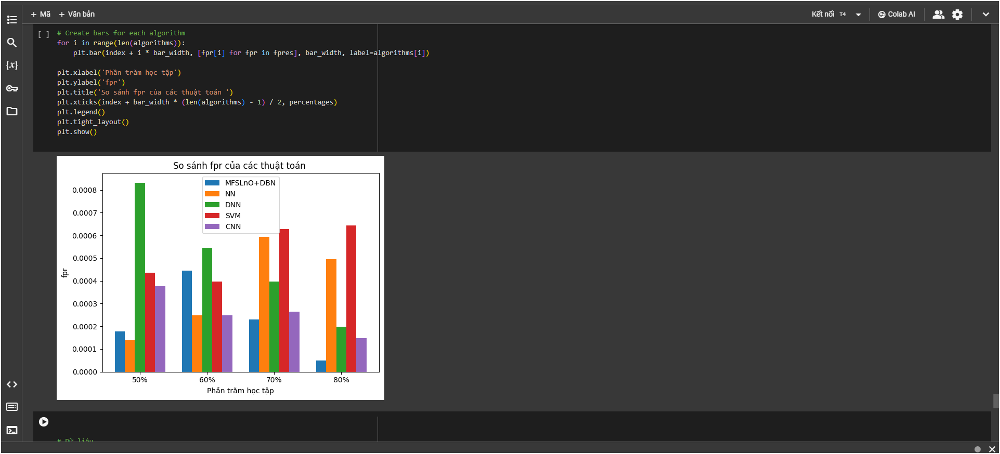 + Mã + Văn bản
Kết nối T4
Colab AI
{x}
[ ]
# Create bars for each algorithm
for i in range(len(algorithms)):
    plt.bar(index + i * bar_width, [fpr[i] for fpr in fpres], bar_width, label=algorithms[i])
plt.xlabel('Phần trăm học tập')
plt.ylabel('fpr')
plt.title('So sánh fpr của các thuật toán ')
plt.xticks(index + bar_width * (len(algorithms) - 1) / 2, percentages)
plt.legend()
plt.tight_layout()
plt.show()
So sánh fpr của các thuật toán
MFSLnO+DBN
NN
DNN
SVM
CNN
0.0008
0.0007
0.0006
0.0005
0.0004
0.0003
0.0002
0.0001
0.0000
fpr
50% 60% 70% 80%
Phần trăm học tập
# Dữ liệu